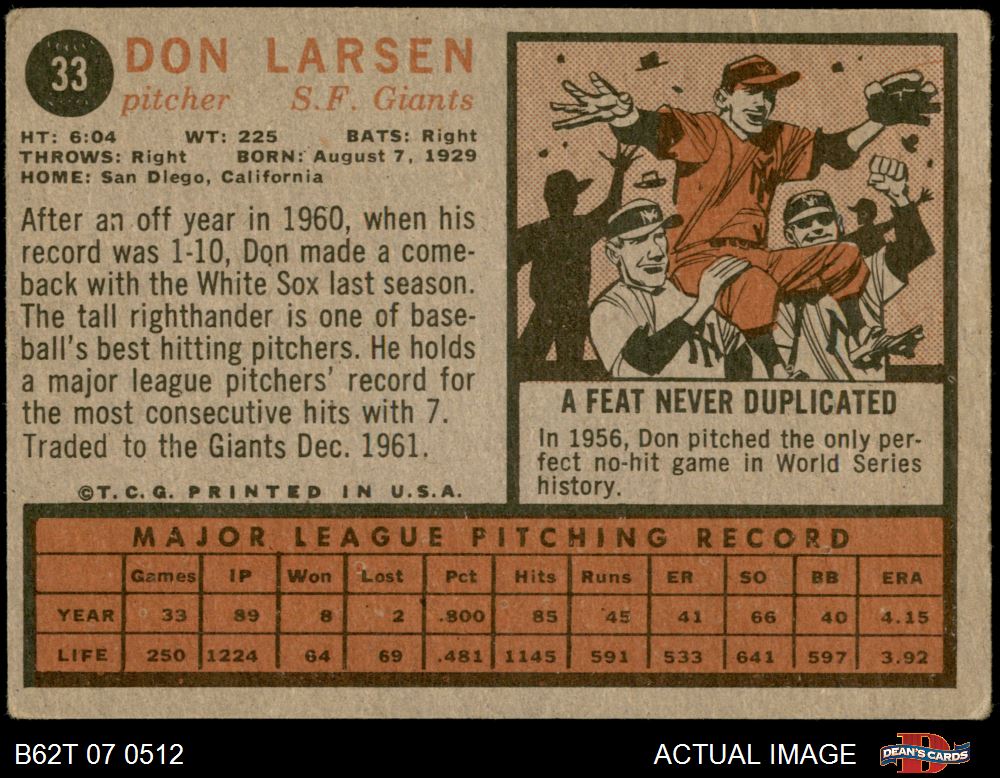 33
DON LARSEN
pitcher S.F. Giants
HT: 6:04 WT: 225 BATS: Right
THROWS: Right BORN: August 7, 1929
HOME: San Diego, California
After an off year in 1960, when his
record was 1-10, Don made a come-
back with the White Sox last season.
The tall righthander is one of base-
ball's best hitting pitchers. He holds
a major league pitchers' record for
the most consecutive hits with 7.
Traded to the Giants Dec. 1961.
©T.C.G. PRINTED IN U.S.A.
NY
NY
NY
A FEAT NEVER DUPLICATED
In 1956, Don pitched the only per-
fect no-hit game in World Series
history.
MAJOR LEAGUE PITCHING RECORD
Games IP Won Lost Pct Hits Runs ER SO BB ERA
YEAR 33 89 8 2 .800 85 45 41 66 40 4.15
LIFE 250 1224 64 69 .481 1145 591 533 641 597 3.92
B62T 07 0512 ACTUAL IMAGE DEAN'S CARDS